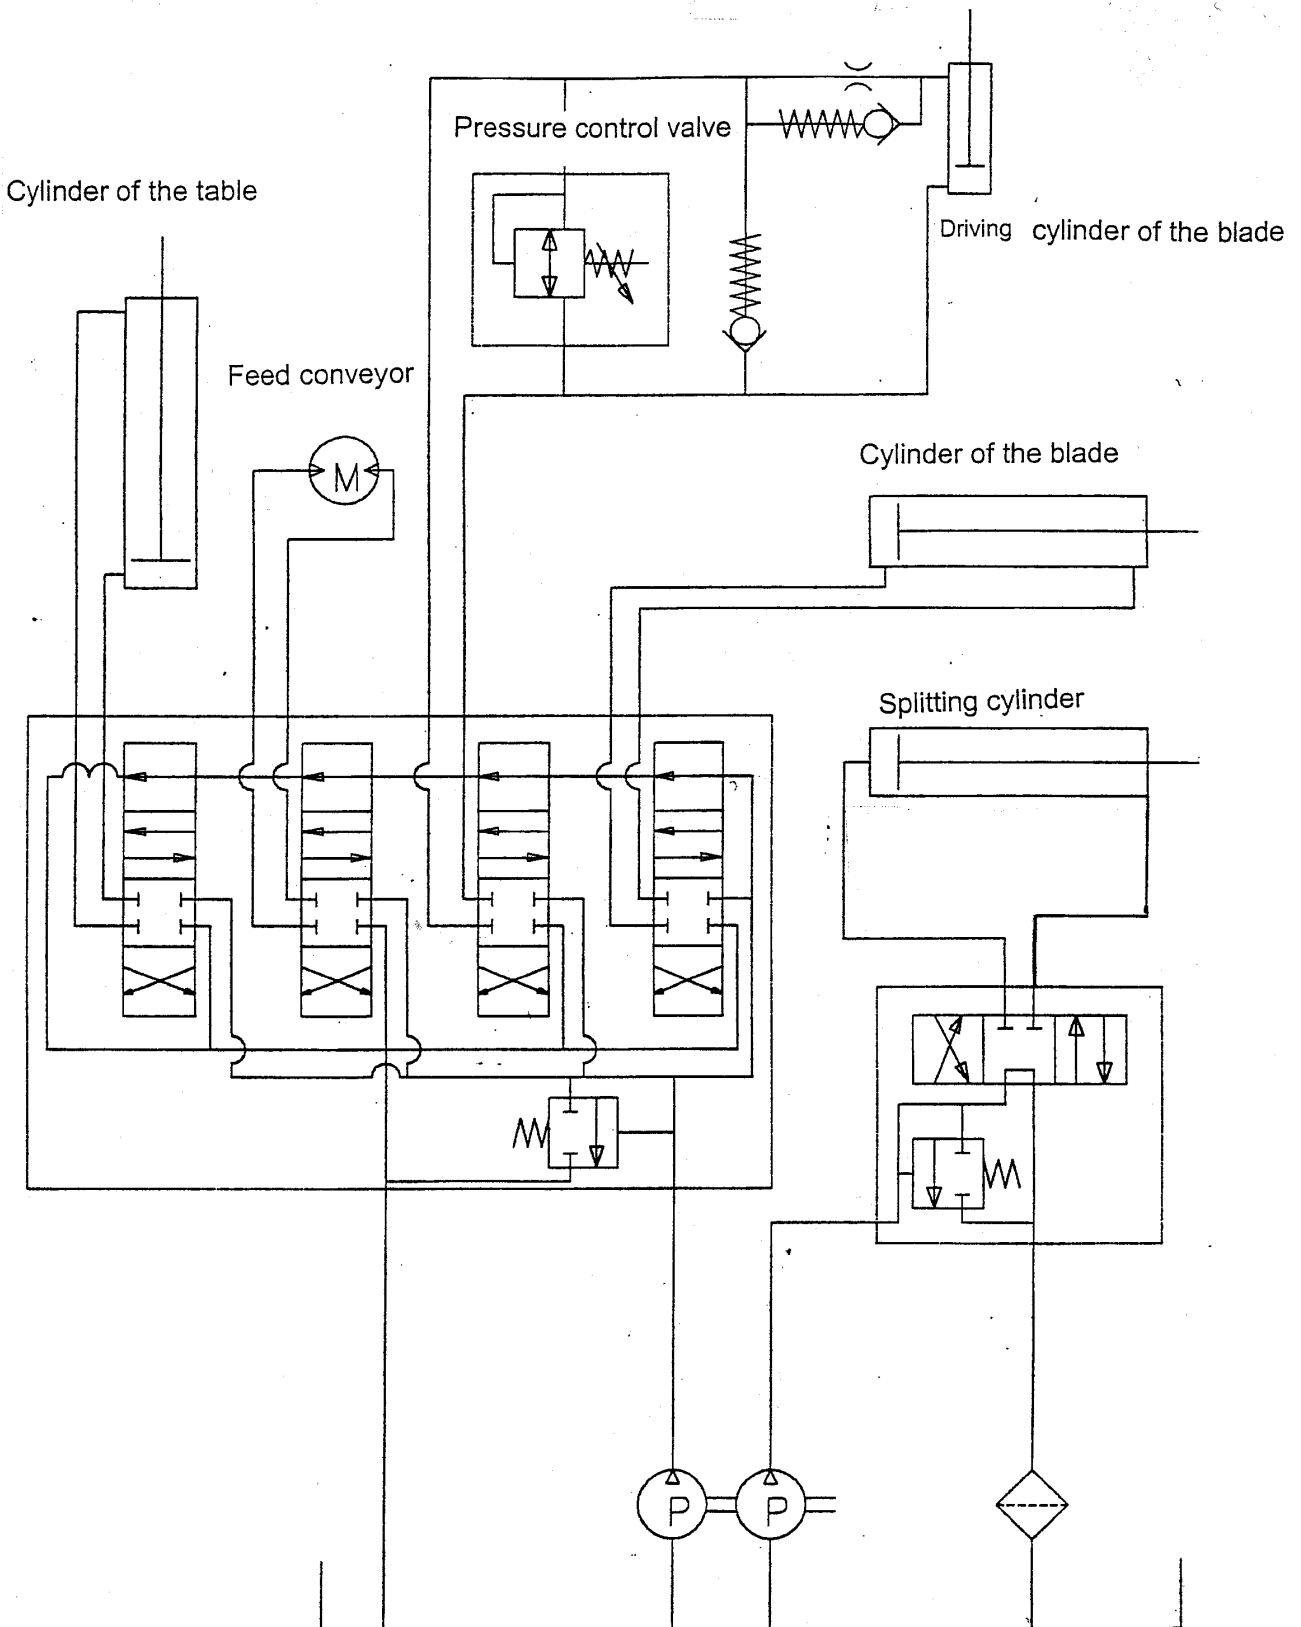 Pressure control valve
Cylinder of the table
Driving cylinder of the blade
Feed conveyor
M
Cylinder of the blade
Splitting cylinder
P
P